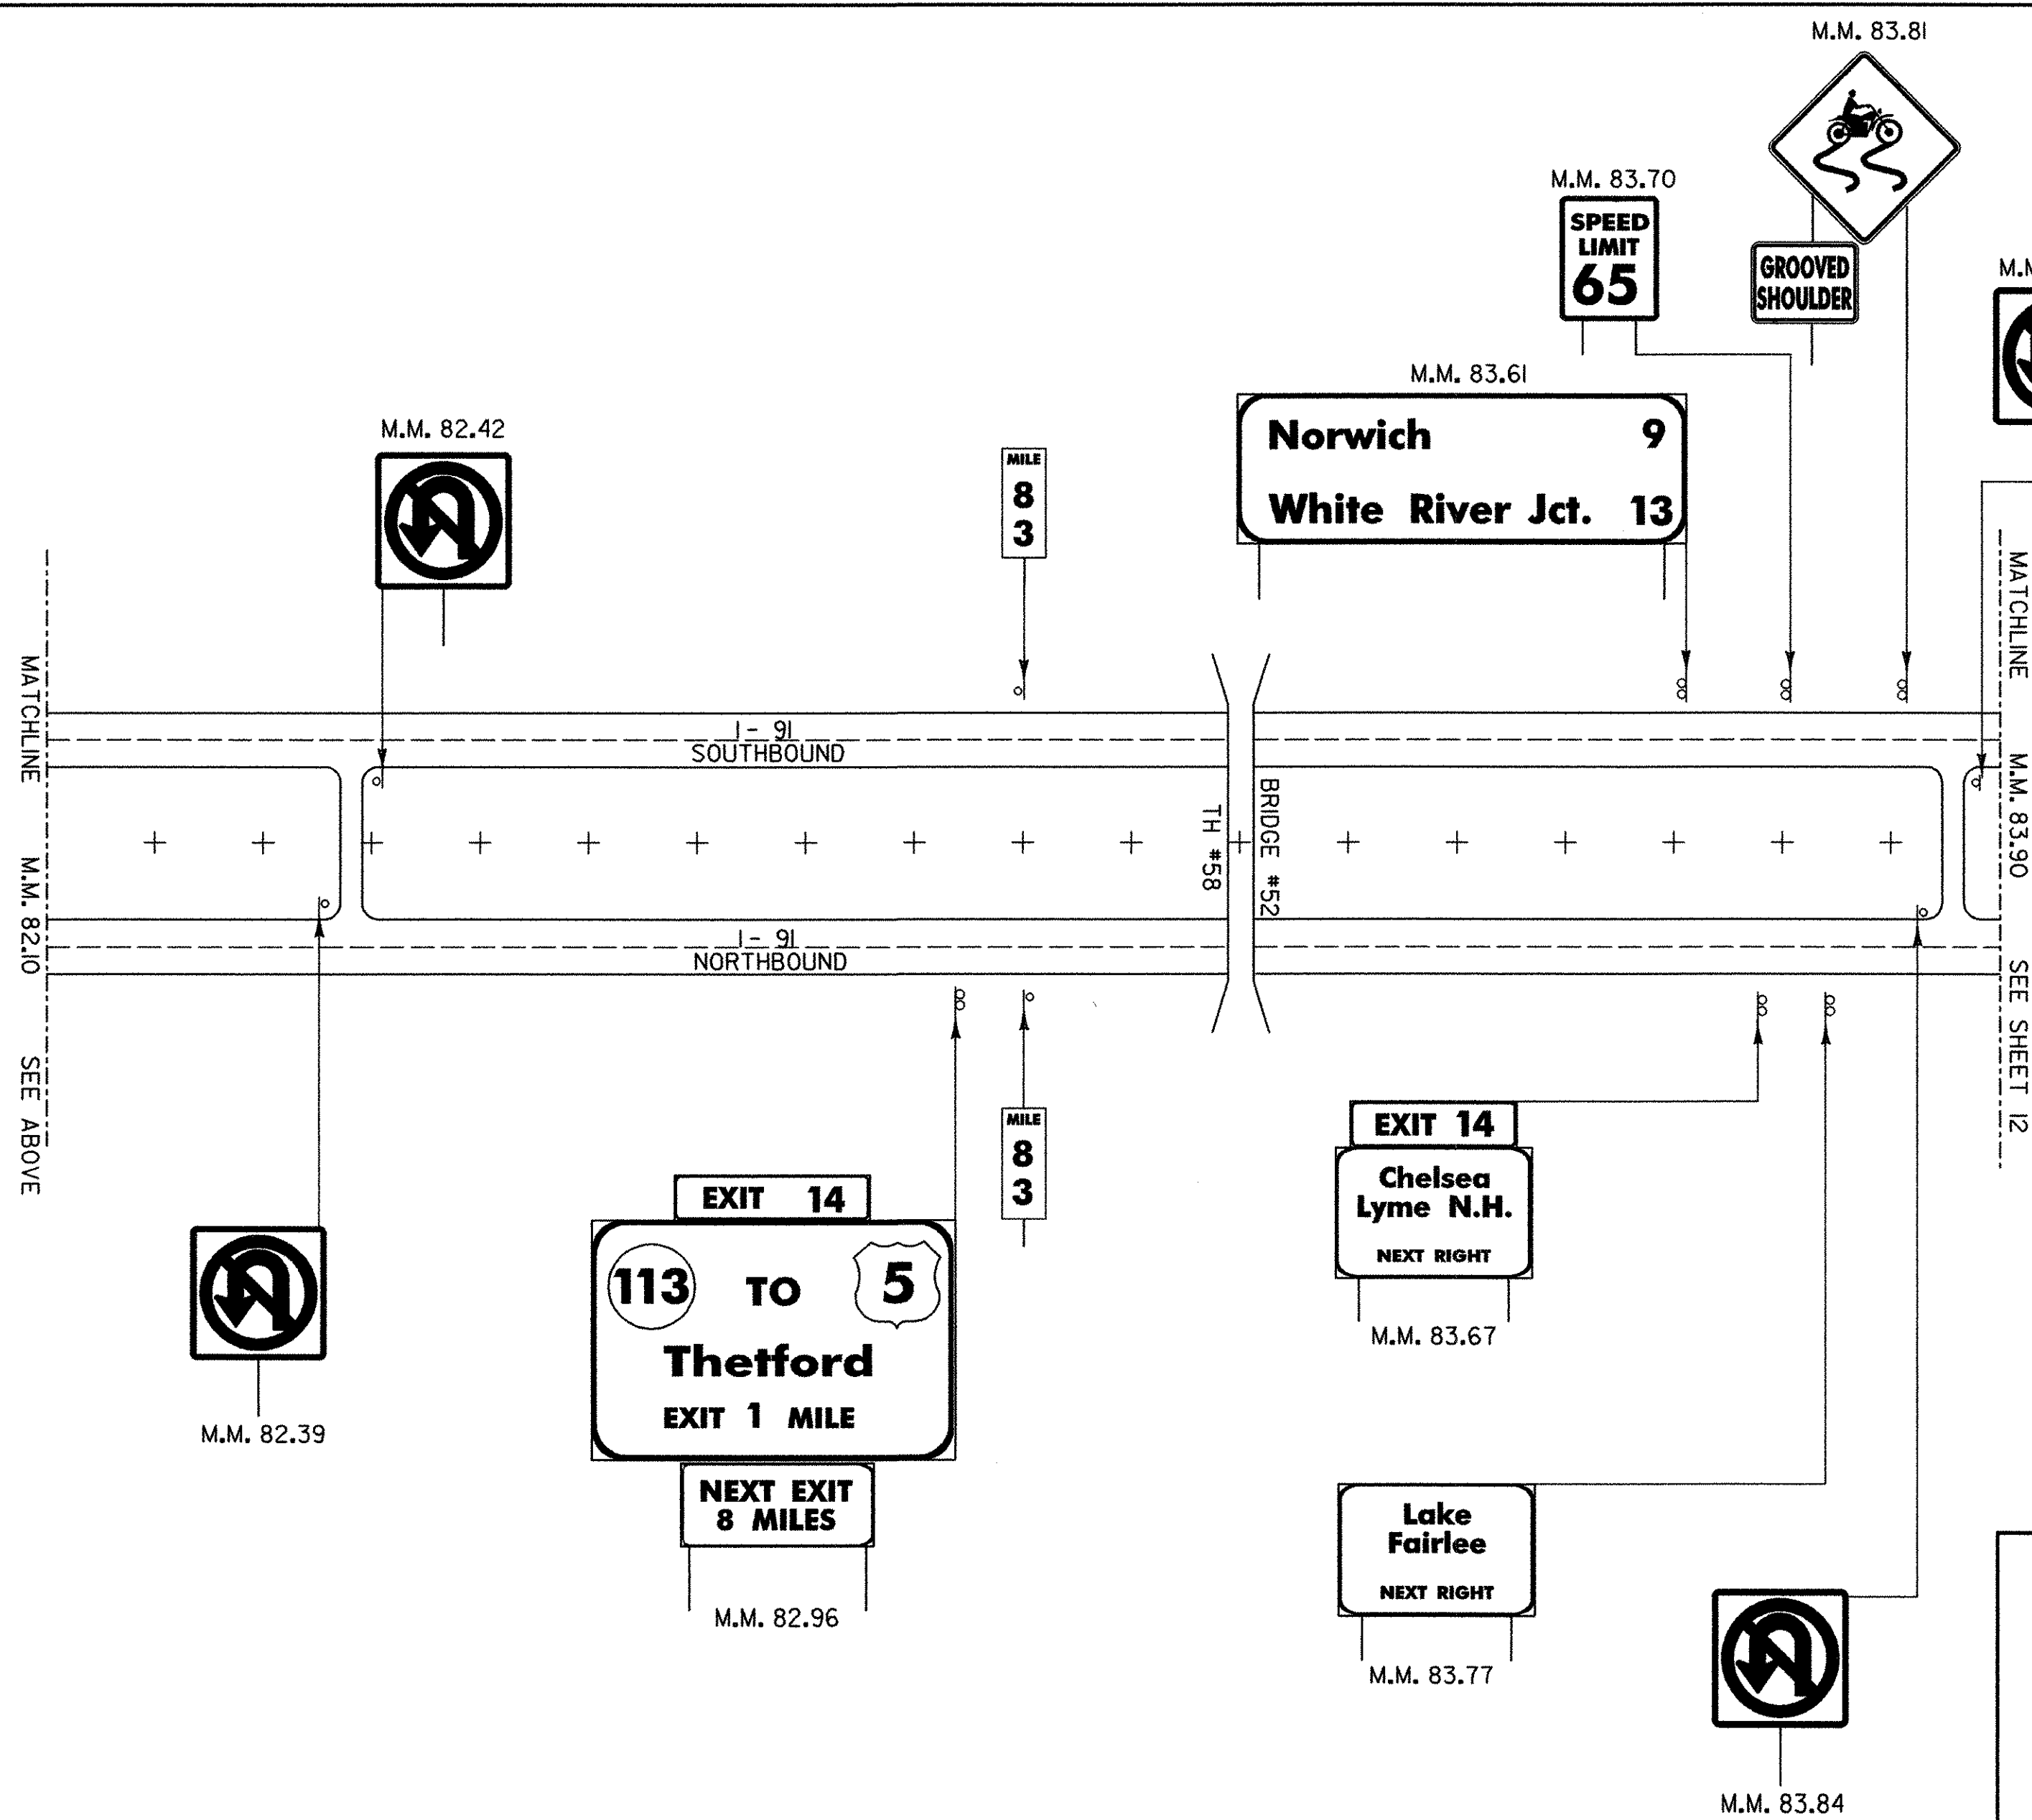 M.M. 83.81
M.M. 83.70
SPEED
LIMIT
65
GROOVED
SHOULDER
M.M. 83.61
Norwich 9
White River Jct. 13
M.M. 82.42
MILE
8
3
MATCHLINE M.M. 82.10 SEE ABOVE
MATCHLINE M.M. 83.90 SEE SHEET 12
I-91
SOUTHBOUND
TH #58
BRIDGE #52
I-91
NORTHBOUND
MILE
8
3
EXIT 14
113 TO 5
Thetford
EXIT 1 MILE
NEXT EXIT
8 MILES
M.M. 82.96
M.M. 82.39
EXIT 14
Chelsea
Lyme N.H.
NEXT RIGHT
M.M. 83.67
Lake
Fairlee
NEXT RIGHT
M.M. 83.77
M.M. 83.84